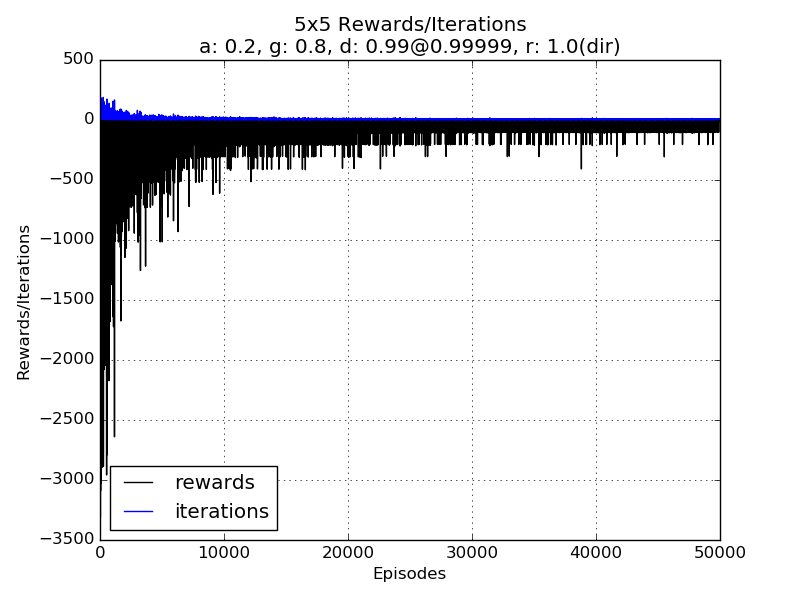 5x5 Rewards/Iterations
a: 0.2, g: 0.8, d: 0.99@0.99999, r: 1.0(dir)
500
0
−500
−1000
−1500
−2000
−2500
−3000
−3500
Rewards/Iterations
rewards
iterations
0 10000 20000 30000 40000 50000
Episodes